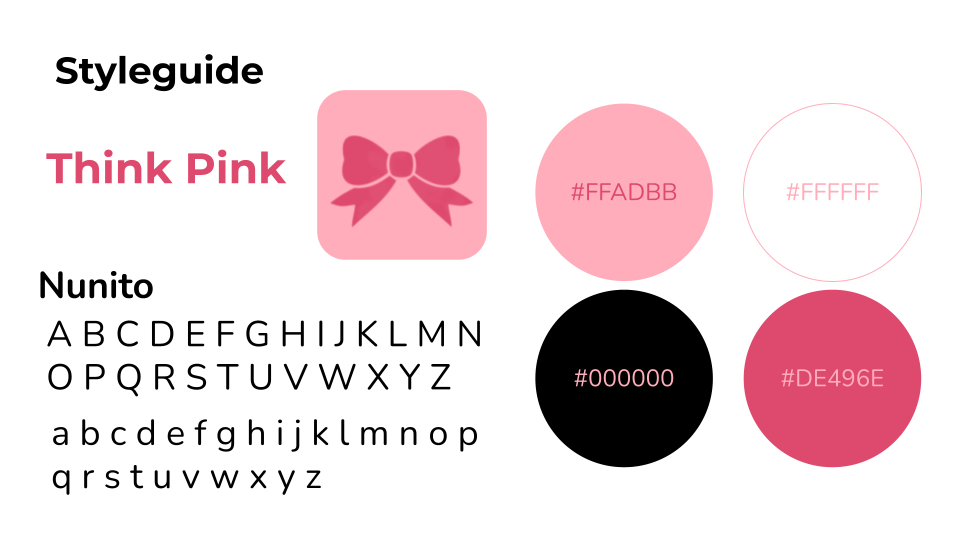 Styleguide
Think Pink
Nunito
A B C D E F G H I J K L M N
O P Q R S T U V W X Y Z
a b c d e f g h i j k l m n o p
q r s t u v w x y z
#FFADBB
#FFFFFF
#000000
#DE496E